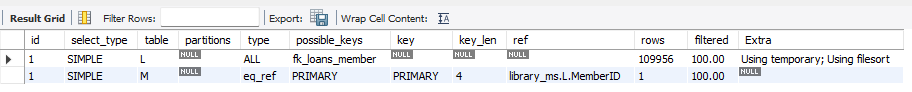 Result Grid Filter Rows: Export: Wrap Cell Content:
id select_type table partitions type possible_keys key key_len ref rows filtered Extra
1 SIMPLE L NULL ALL fk_loans_member NULL NULL NULL 109956 100.00 Using temporary; Using filesort
1 SIMPLE M NULL eq_ref PRIMARY PRIMARY 4 library_ms.L.MemberID 1 100.00 NULL